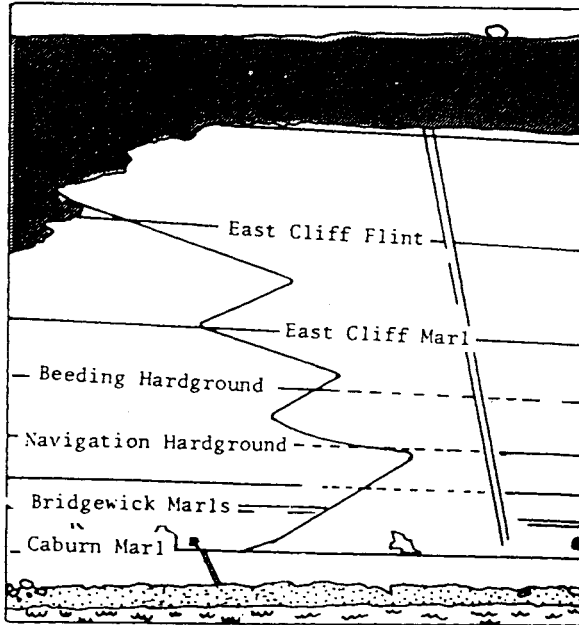 East Cliff Flint
East Cliff Marl
Beeding Hardground
Navigation Hardground
Bridgewick Marls
Caburn Marl